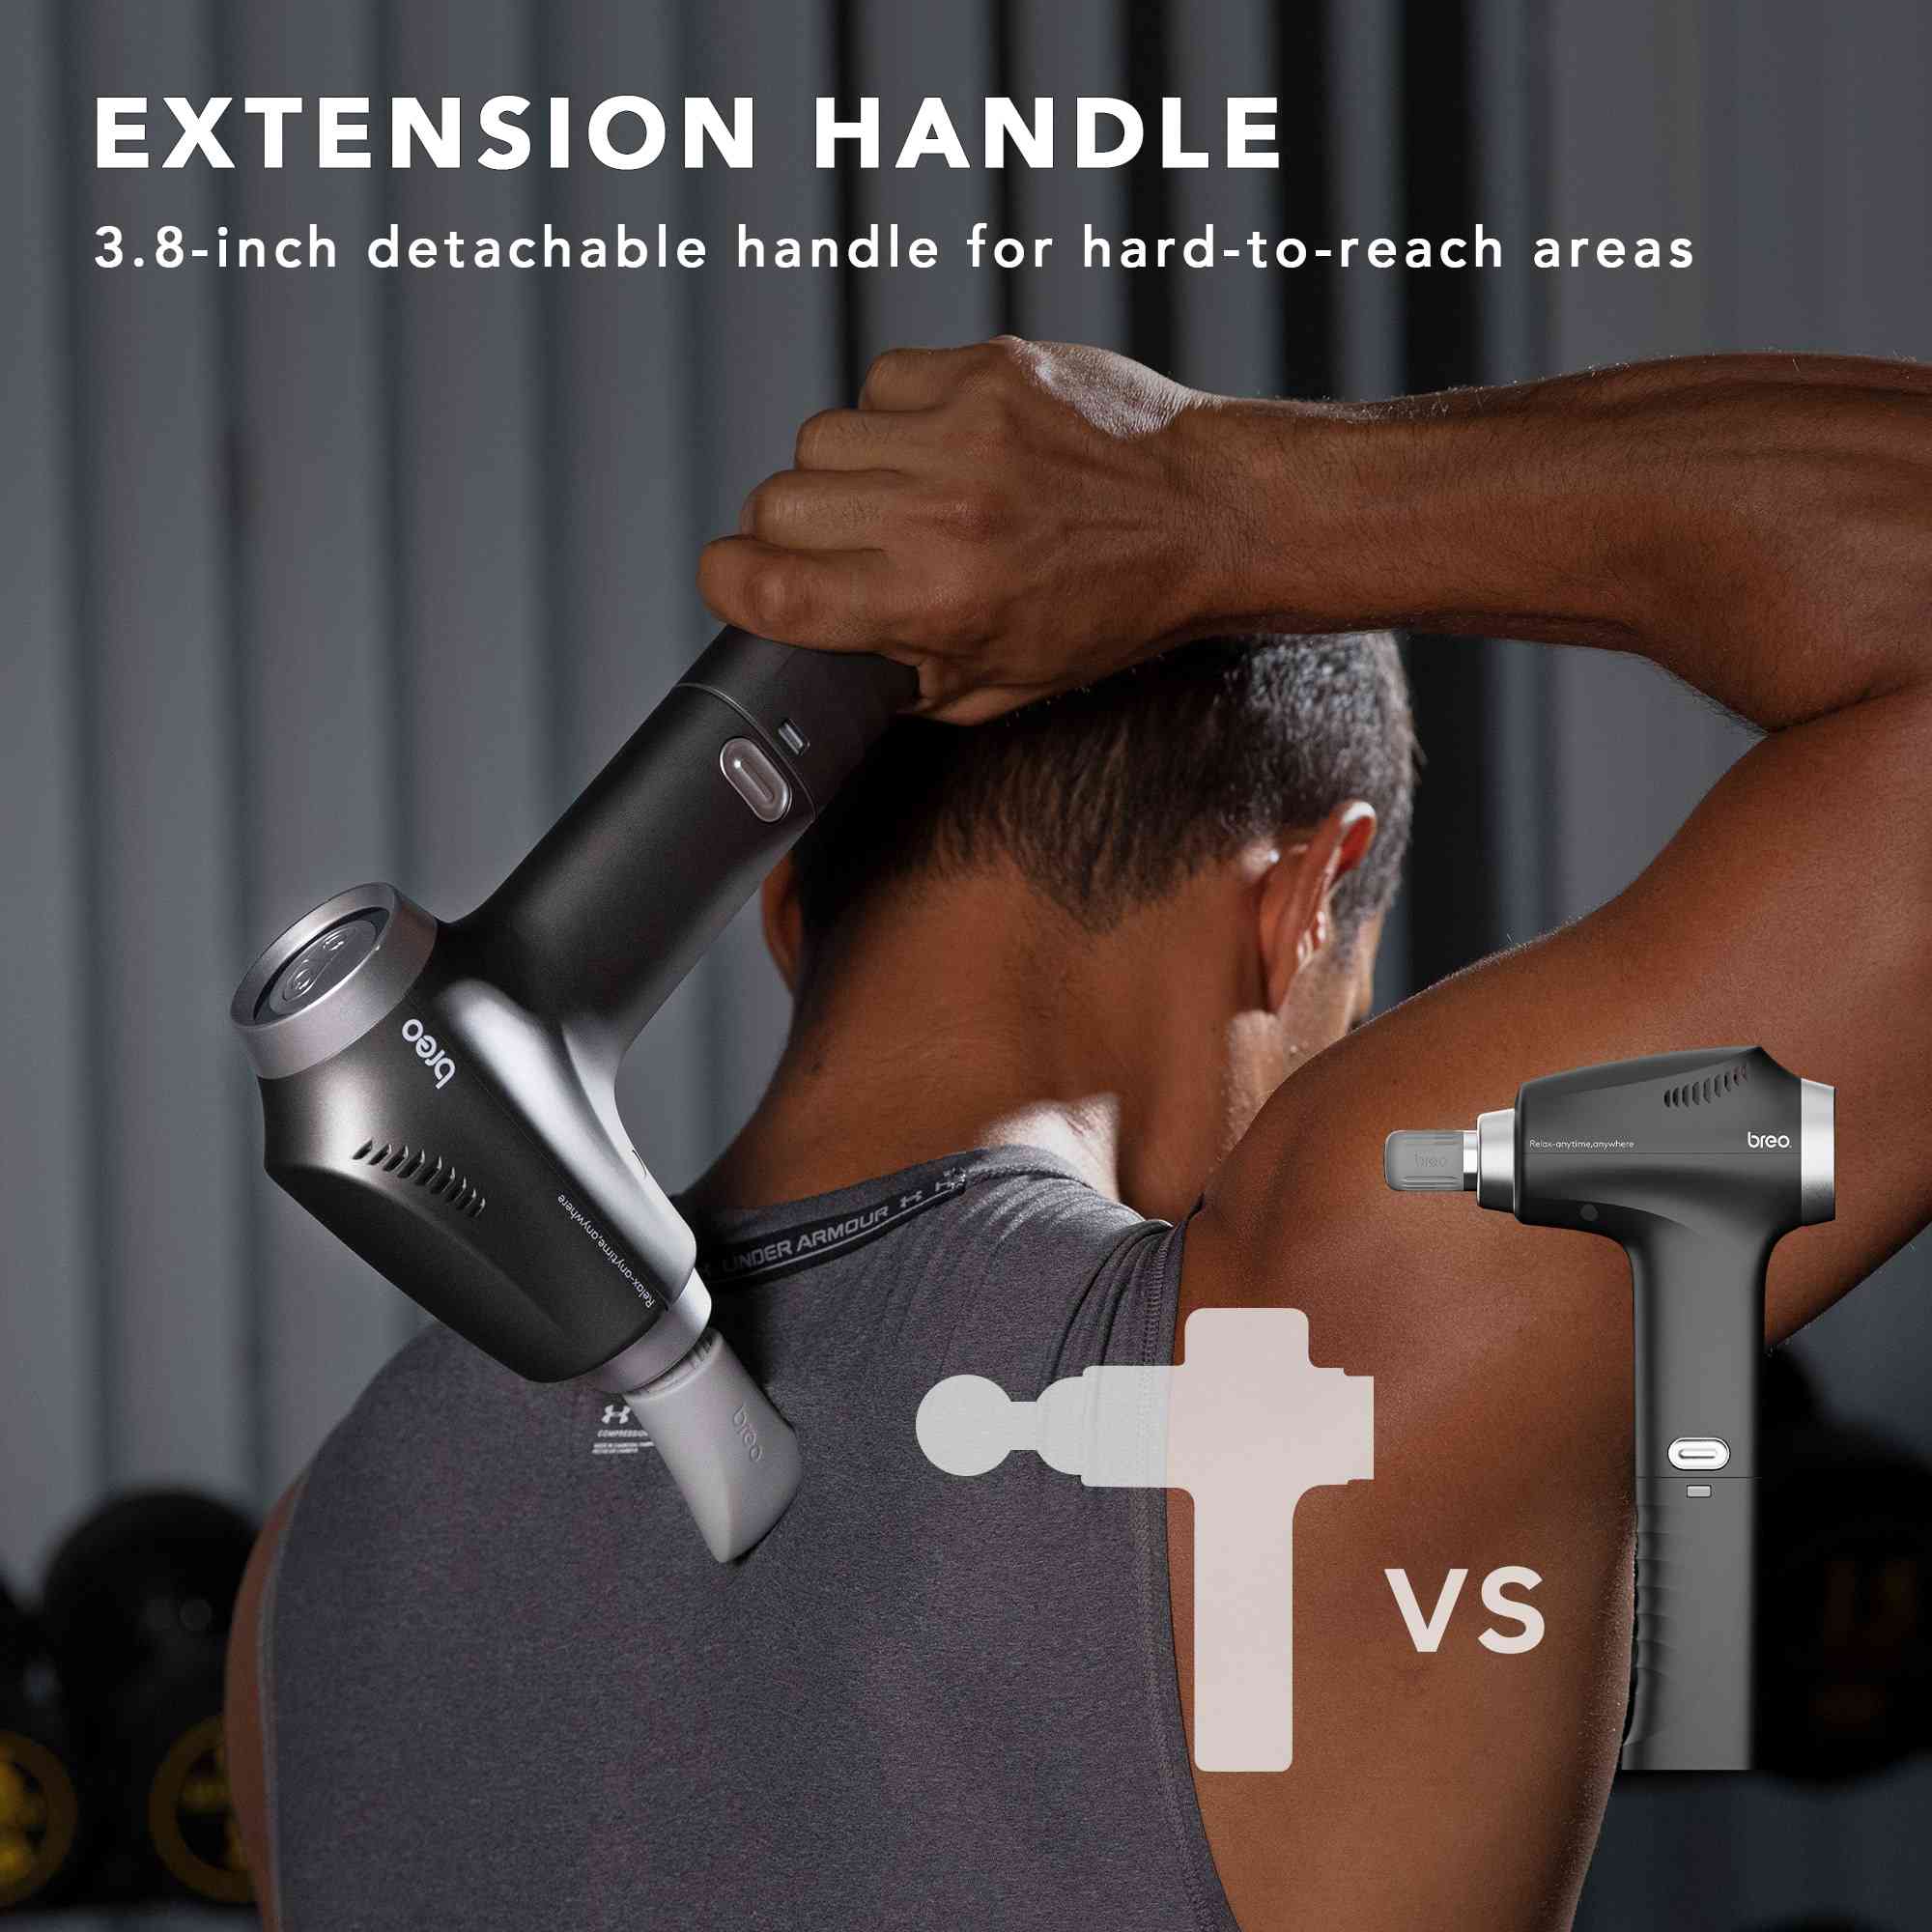 EXTENSION HANDLE
3.8-inch detachable handle for hard-to-reach areas
breo
Relax-anytime,anywhere
UNDER ARMOUR
COMPRESSION
breo
Relax-anytime,anywhere
breo.
breo
VS